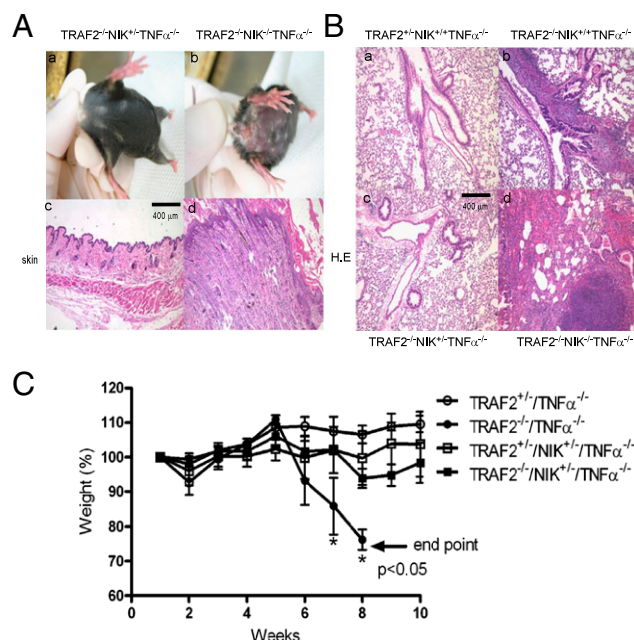 A
TRAF2-/-NIK+/-TNFα-/- TRAF2-/-NIK-/-TNFα-/-
a b
400 µm
c d
skin
B
TRAF2+/-NIK+/+TNFα-/- TRAF2-/-NIK+/+TNFα-/-
a b
400 µm
c d
H.E
TRAF2-/-NIK+/-TNFα-/- TRAF2-/-NIK-/-TNFα-/-
C
120
110
100
90
80
70
60
Weight (%)
2 4 6 8 10
Weeks
* *
end point
p<0.05
TRAF2+/-/TNFα-/-
TRAF2-/-/TNFα-/-
TRAF2+/-/NIK+/-/TNFα-/-
TRAF2-/-/NIK+/-/TNFα-/-